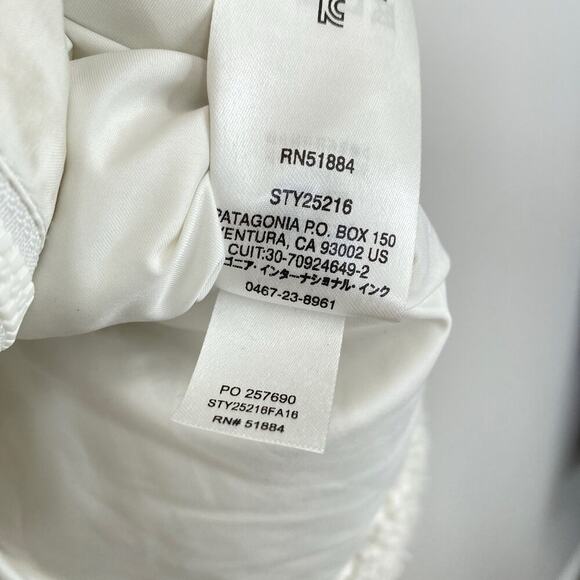 RN51884
STY25216
PATAGONIA P.O. BOX 150
VENTURA, CA 93002 US
CUIT:30-70924649-2
ゴニア・インターナショナル・インク
0467-23-8961
PO 257690
STY25216FA16
RN# 51884